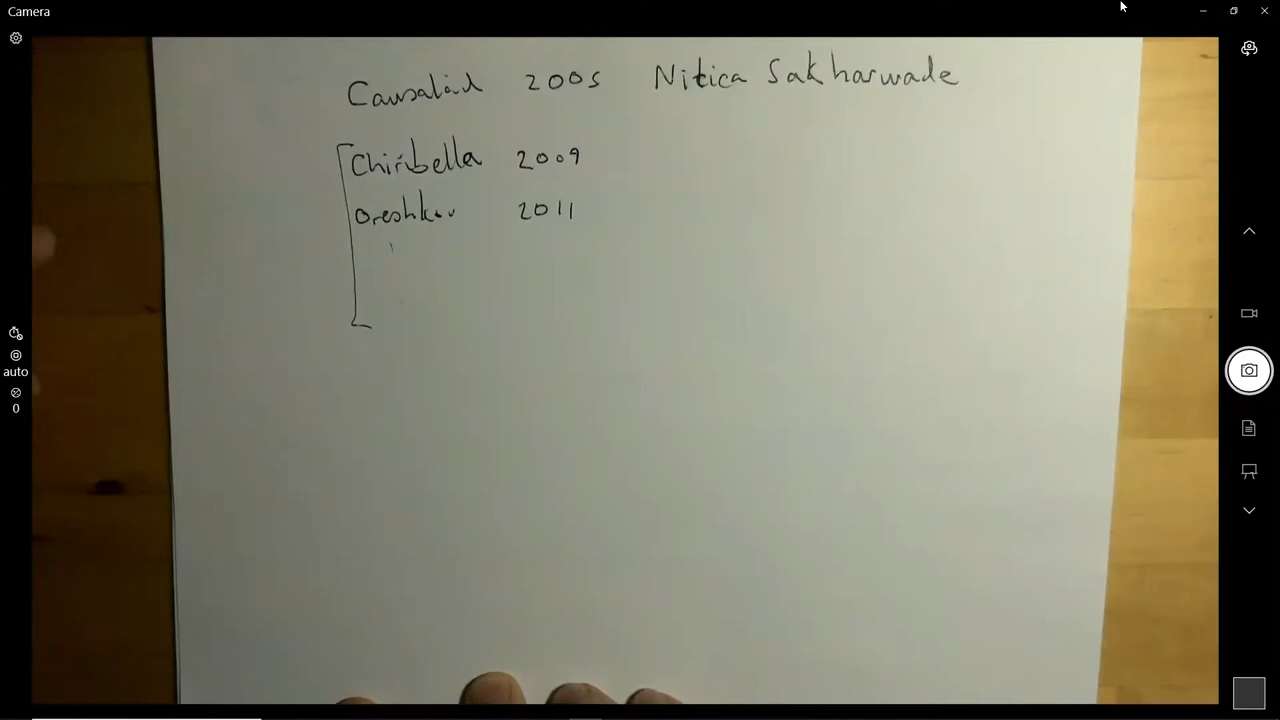 Camera
Causaloid 2005 Nitica Sakharwade
Chiribella 2009
Oreshkov 2011
auto
0